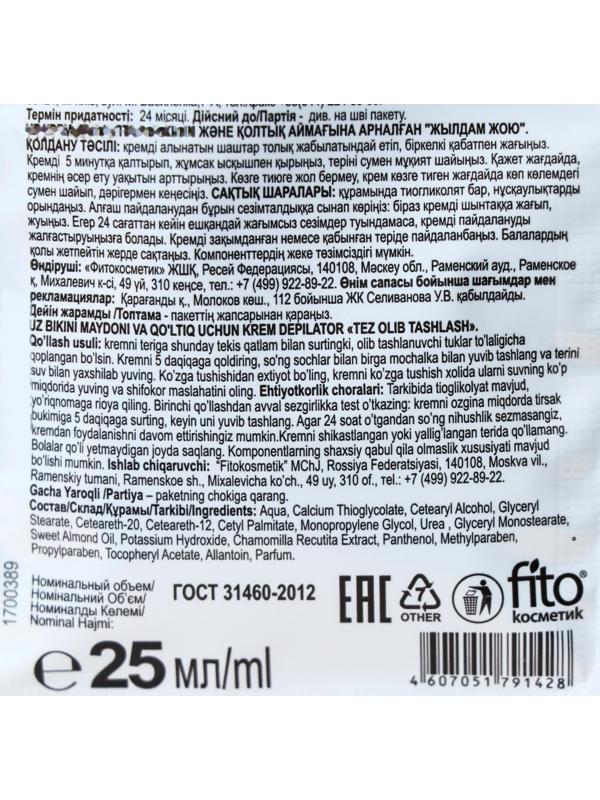 Термін придатності: 24 місяці. Дійсний до/Партія - див. на шві пакету.
ЖӘНЕ ҚОЛТЫҚ АЙМАҒЫНА АРНАЛҒАН "ЖЫЛДАМ ЖОЮ".
ҚОЛДАНУ ТӘСІЛІ: кремді алынатын шаштар толық жабылатындай етіп, біркелкі қабатпен жағыңыз.
Кремді 5 минутқа қалтырып, жұмсақ ысқышпен қырыңыз, теріні сумен мұқият шайыңыз. Қажет жағдайда,
кремнің әсер ету уақытын арттырыңыз. Көзге тиюге жол бермеу, крем көзге тиген жағдайда көп көлемдегі
сумен шайып, дәрігермен кеңесіңіз. САҚТЫҚ ШАРАЛАРЫ: құрамында тиогликолят бар, нұсқаулықтарды
орындаңыз. Алғаш пайдаланудан бұрын сезімталдыққа сынап көріңіз: біраз кремді шынтаққа жағып,
жуыңыз. Егер 24 сағаттан кейін ешқандай жағымсыз сезімдер туындамаса, кремді пайдалануды
жалғастыруыңызға болады. Кремді зақымданған немесе қабынған теріде пайдаланбаңыз. Балалардың
қолы жетпейтін жерде сақтаңыз. Компоненттердің жеке төзімсіздігі мүмкін.
Өндіруші: «Фитокосметик» ЖШҚ, Ресей Федерациясы, 140108, Мәскеу обл., Раменский ауд., Раменское
қ, Михалевич к-сі, 49 үй, 310 кеңсе, тел.: +7 (499) 922-89-22. Өнім сапасы бойынша шағымдар мен
рекламациялар: Қарағанды қ., Молоков көш., 112 бойынша ЖК Селиванова У.В. қабылдайды.
Дейін жарамды /Топтама - пакеттің жапсарынан қараңыз.
UZ BIKINI MAYDONI VA QO'LTIQ UCHUN KREM DEPILATOR «TEZ OLIB TASHLASH».
Qo'llash usuli: kremni teriga shunday tekis qatlam bilan surtingki, olib tashlanuvchi tuklar to'laligicha
qoplangan bo'lsin. Kremni 5 daqiqaga qoldiring, so'ng sochlar bilan birga mochalka bilan yuvib tashlang va terini
suv bilan yaxshilab yuving. Ko'zga tushishidan extiyot bo'ling, kremni ko'zga tushish xolida ularni suvning ko'p
miqdorida yuving va shifokor maslahatini oling. Ehtiyotkorlik choralari: Tarkibida tioglikolyat mavjud,
yo'riqnomaga rioya qiling. Birinchi qo'llashdan avval sezgirlikka test o'tkazing: kremni ozgina miqdorda tirsak
bukimiga 5 daqiqaga surting, keyin uni yuvib tashlang. Agar 24 soat o'tgandan so'ng nihushlik sezmasangiz,
kremdan foydalanishni davom ettirishingiz mumkin.Kremni shikastlangan yoki yallig'langan terida qo'llamang.
Bolalar qo'li yetmaydigan joyda saqlang. Komponentlarning shaxsiy qabul qila olmaslik xususiyati mavjud
bo'lishi mumkin. Ishlab chiqaruvchi: "Fitokosmetik" MChJ, Rossiya Federatsiyasi, 140108, Moskva vil.,
Ramenskiy tumani, Ramenskoe sh., Mixalevicha ko'ch., 49 uy, 310 of., tel.: +7 (499) 922-89-22.
Gacha Yaroqli /Partiya – paketning chokiga qarang.
Состав/Склад/Құрамы/Tarkibi/Ingredients: Aqua, Calcium Thioglycolate, Cetearyl Alcohol, Glyceryl
Stearate, Ceteareth-20, Ceteareth-12, Cetyl Palmitate, Monopropylene Glycol, Urea , Glyceryl Monostearate,
Sweet Almond Oil, Potassium Hydroxide, Chamomilla Recutita Extract, Panthenol, Methylparaben,
Propylparaben, Tocopheryl Acetate, Allantoin, Parfum.
1700389
Номинальный объем/
Номінальний Об'єм/
Номиналды Көлемі/
Nominal Hajmi:
ГОСТ 31460-2012
EAC
7
OTHER
fito®
косметик
℮ 25 мл/ml
4 607051 791428